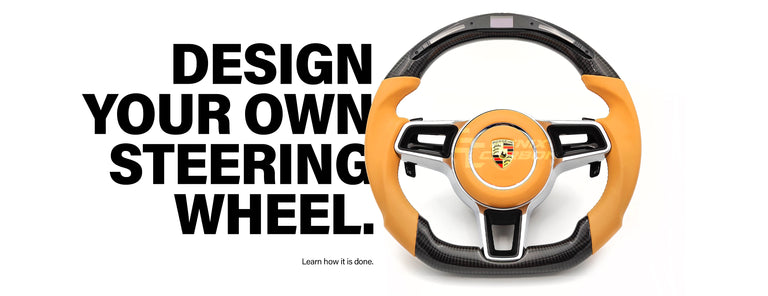 DESIGN
YOUR OWN
STEERING
WHEEL.
Learn how it is done.